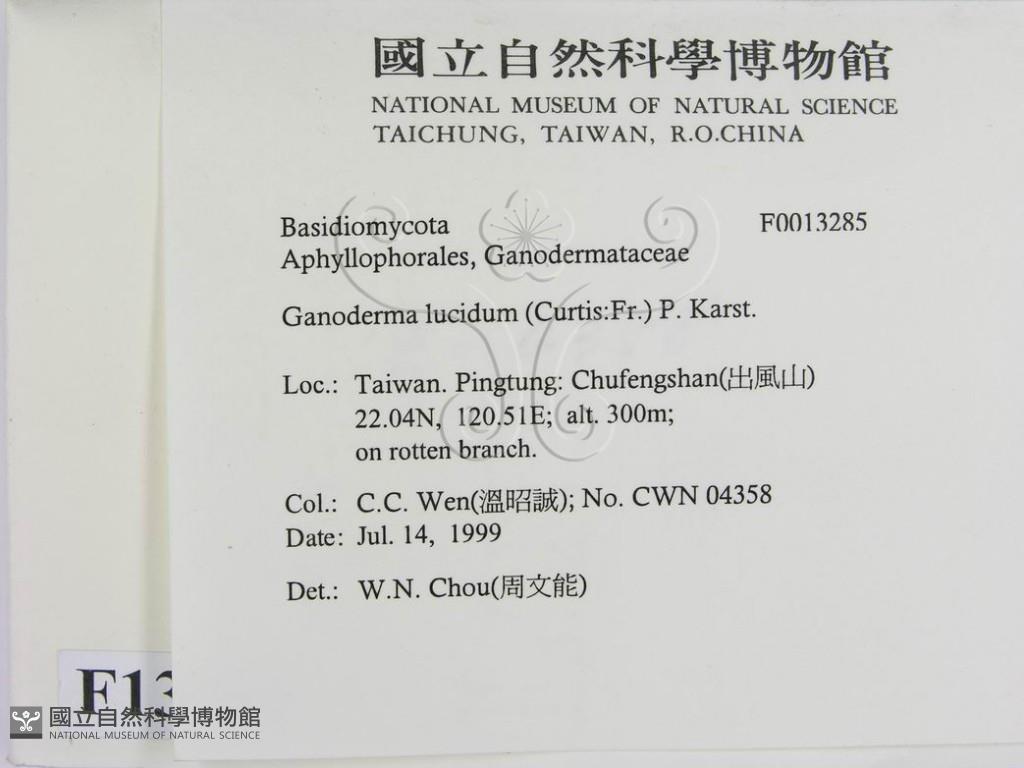 國立自然科學博物館
NATIONAL MUSEUM OF NATURAL SCIENCE
TAICHUNG, TAIWAN, R.O.CHINA
Basidiomycota F0013285
Aphyllophorales, Ganodermataceae
Ganoderma lucidum (Curtis:Fr.) P. Karst.
Loc.: Taiwan. Pingtung: Chufengshan(出風山)
22.04N, 120.51E; alt. 300m;
on rotten branch.
Col.: C.C. Wen(溫昭誠); No. CWN 04358
Date: Jul. 14, 1999
Det.: W.N. Chou(周文能)
F13
國立自然科學博物館
NATIONAL MUSEUM OF NATURAL SCIENCE